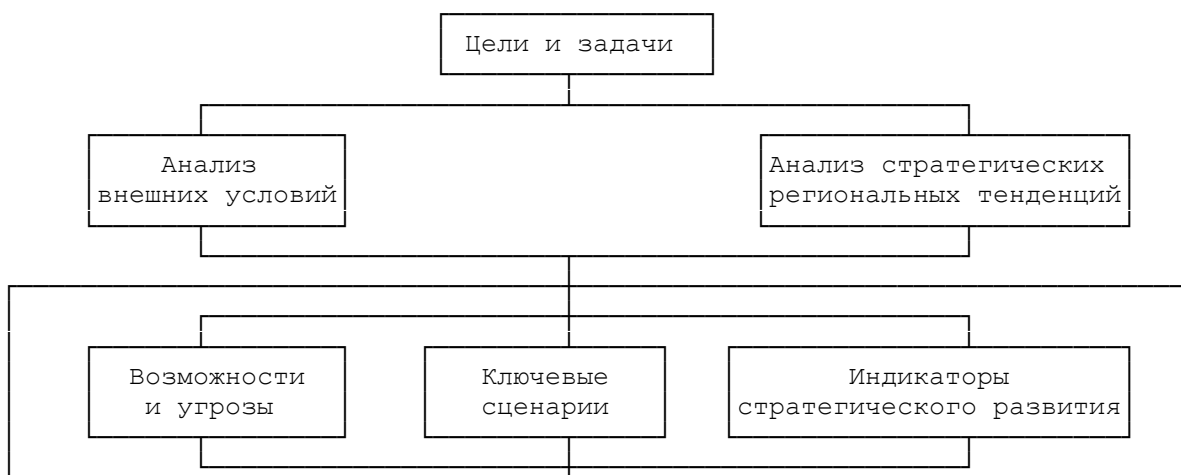 Цели и задачи
Анализ
внешних условий
Анализ стратегических
региональных тенденций
Возможности
и угрозы
Ключевые
сценарии
Индикаторы
стратегического развития